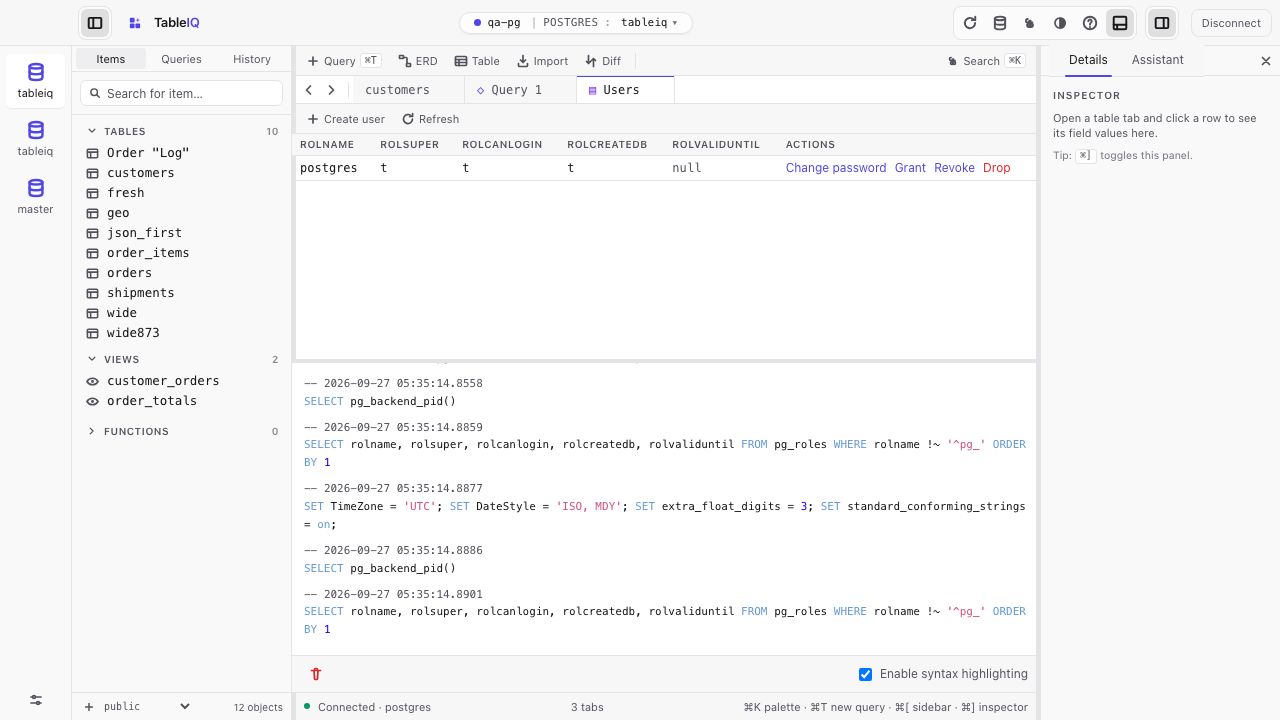 TableIQ
qa-pg | POSTGRES : tableiq ▾
Disconnect
tableiq
tableiq
master
Items Queries History
Search for item...
TABLES 10
Order "Log"
customers
fresh
geo
json_first
order_items
orders
shipments
wide
wide873
VIEWS 2
customer_orders
order_totals
FUNCTIONS 0
public 12 objects
Query ⌘T ERD Table Import Diff Search ⌘K
customers Query 1 Users
Create user Refresh
ROLNAME ROLSUPER ROLCANLOGIN ROLCREATEDB ROLVALIDUNTIL ACTIONS
postgres t t t null Change password Grant Revoke Drop
-- 2026-09-27 05:35:14.8558
SELECT pg_backend_pid()
-- 2026-09-27 05:35:14.8859
SELECT rolname, rolsuper, rolcanlogin, rolcreatedb, rolvaliduntil FROM pg_roles WHERE rolname !~ '^pg_' ORDER
BY 1
-- 2026-09-27 05:35:14.8877
SET TimeZone = 'UTC'; SET DateStyle = 'ISO, MDY'; SET extra_float_digits = 3; SET standard_conforming_strings
= on;
-- 2026-09-27 05:35:14.8886
SELECT pg_backend_pid()
-- 2026-09-27 05:35:14.8901
SELECT rolname, rolsuper, rolcanlogin, rolcreatedb, rolvaliduntil FROM pg_roles WHERE rolname !~ '^pg_' ORDER
BY 1
Enable syntax highlighting
Connected · postgres 3 tabs ⌘K palette · ⌘T new query · ⌘[ sidebar · ⌘] inspector
Details Assistant
INSPECTOR
Open a table tab and click a row to see
its field values here.
Tip: ⌘] toggles this panel.